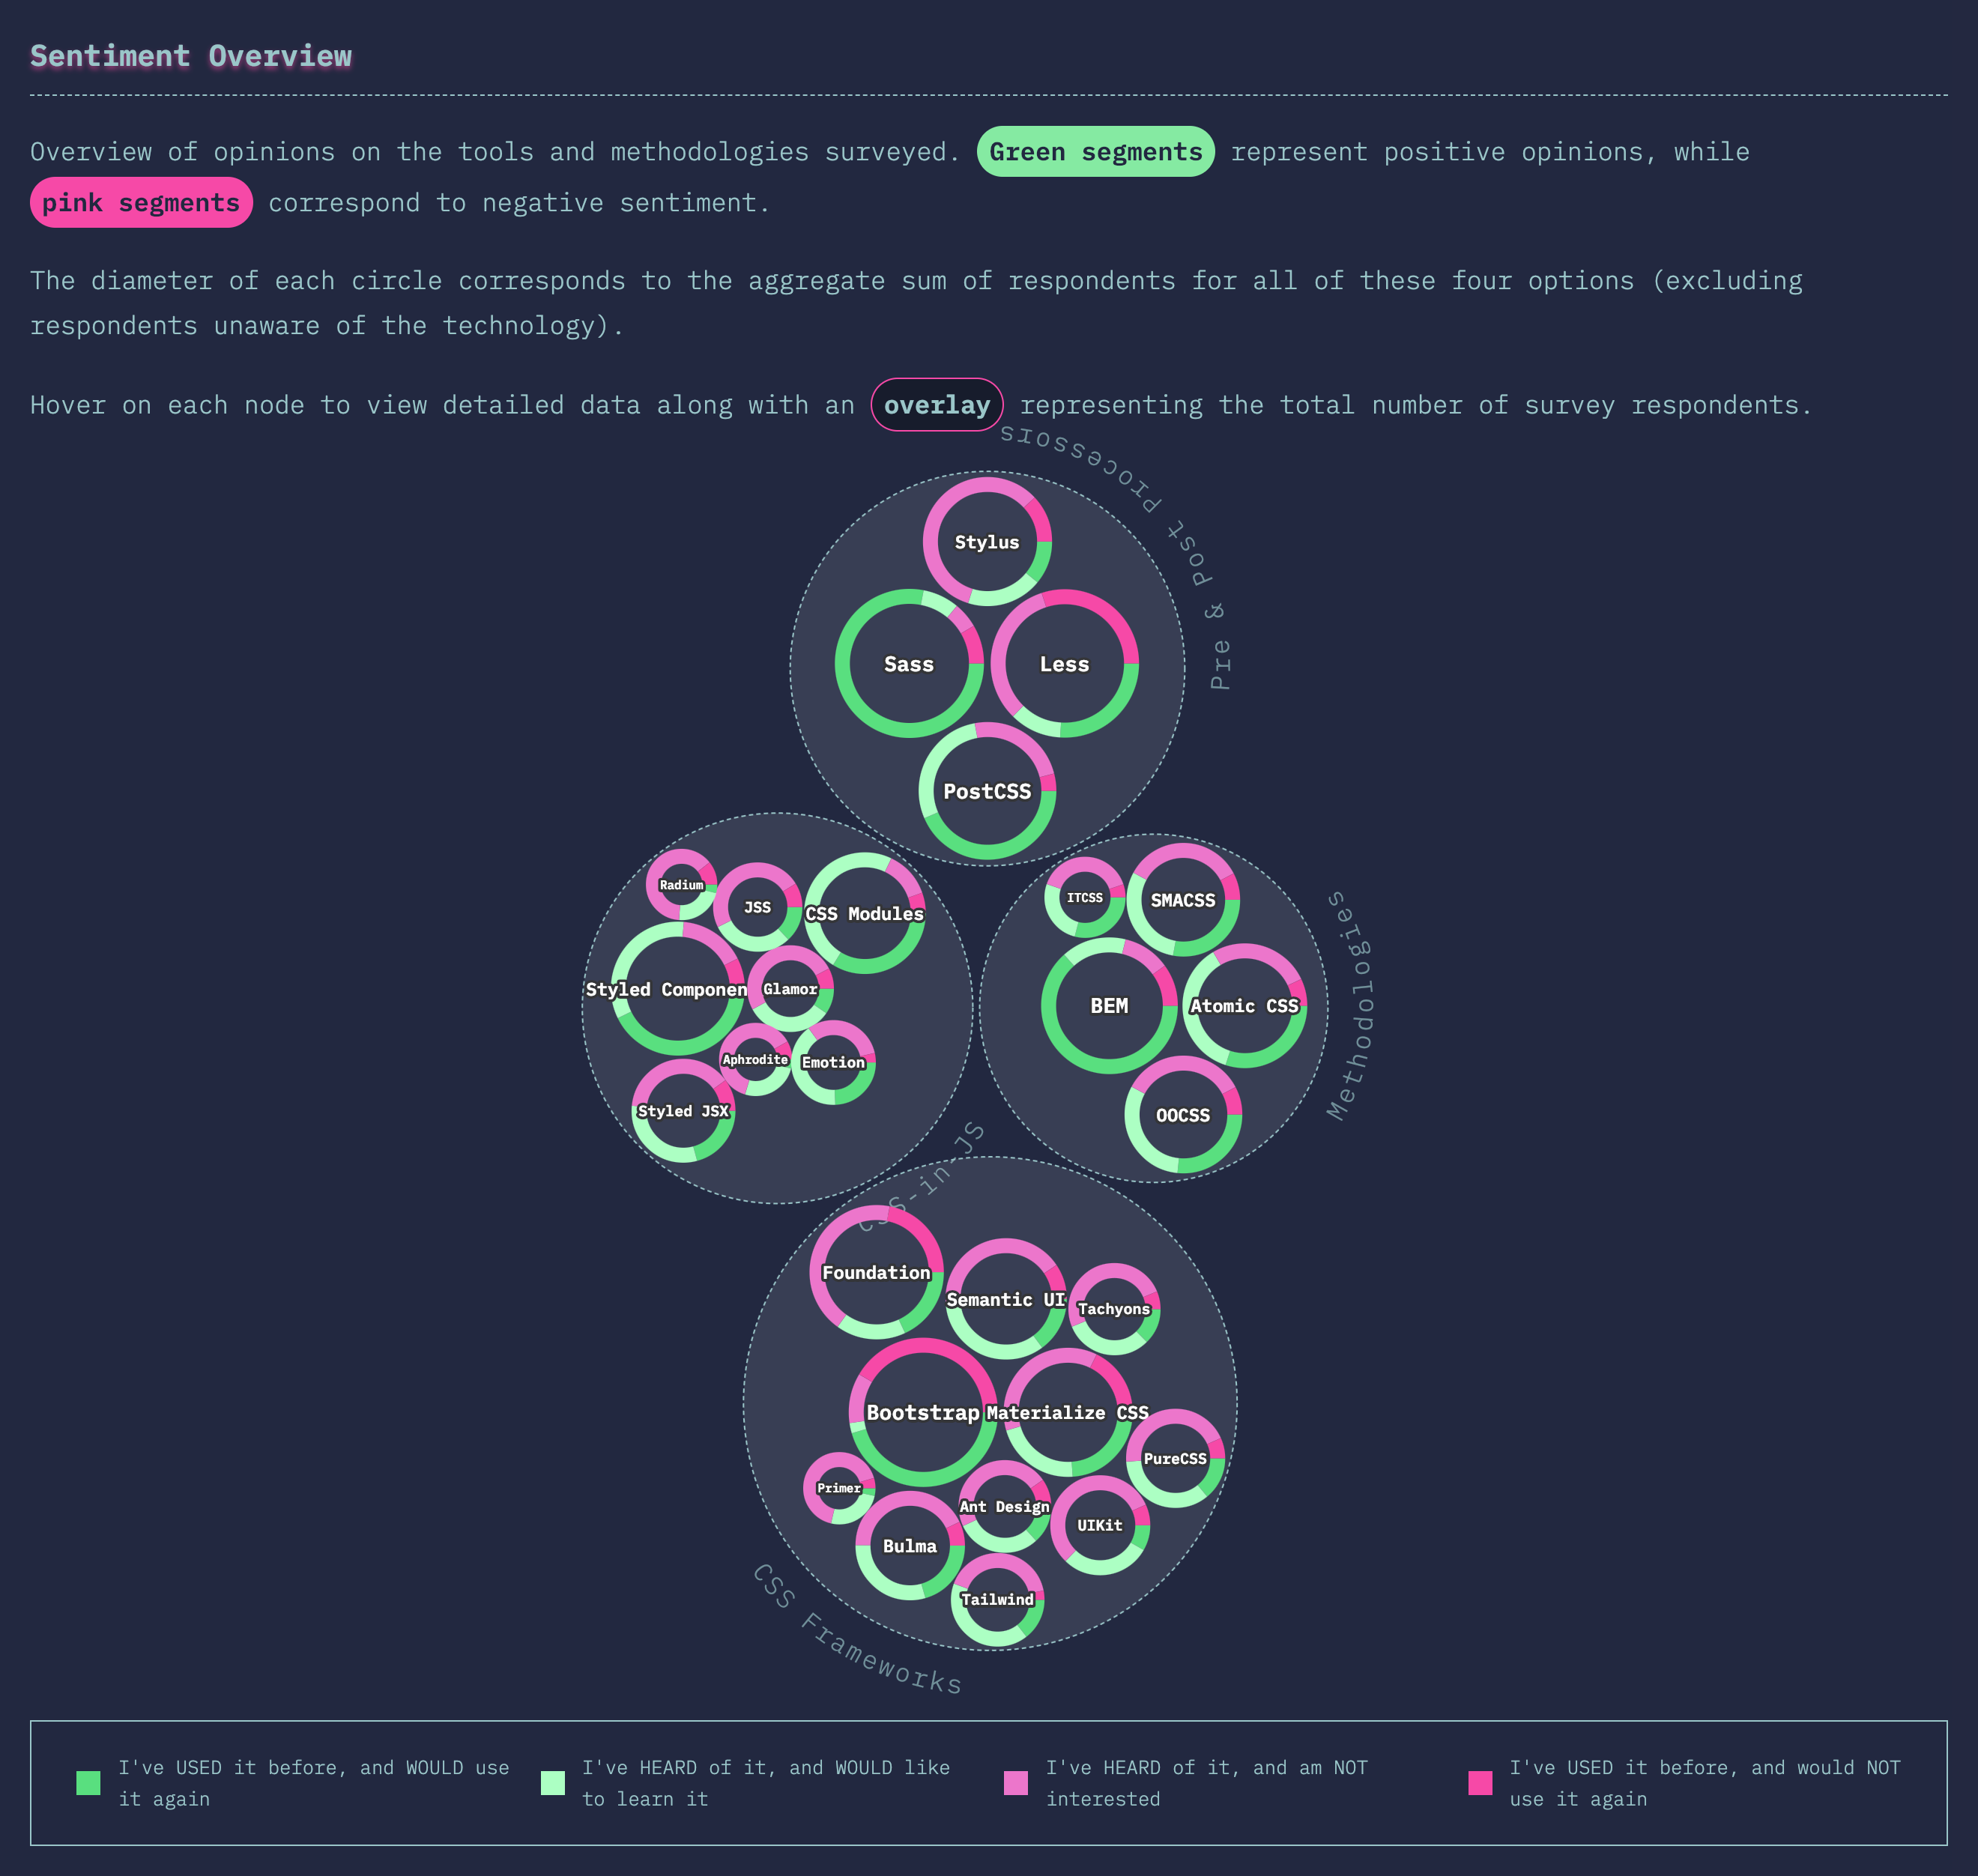 Sentiment Overview
Overview of opinions on the tools and methodologies surveyed. Green segments represent positive opinions, while
pink segments correspond to negative sentiment.
The diameter of each circle corresponds to the aggregate sum of respondents for all of these four options (excluding
respondents unaware of the technology).
Hover on each node to view detailed data along with an overlay representing the total number of survey respondents.
Pre & Post Processors
Stylus
Sass
Less
PostCSS
Radium
JSS
CSS Modules
Styled Componen
Glamor
Aphrodite
Emotion
Styled JSX
CSS-in-JS
ITCSS
SMACSS
BEM
Atomic CSS
OOCSS
Methodologies
Foundation
Semantic UI
Tachyons
Bootstrap
Materialize CSS
PureCSS
Primer
Ant Design
UIKit
Bulma
Tailwind
CSS Frameworks
I've USED it before, and WOULD use
it again
I've HEARD of it, and WOULD like
to learn it
I've HEARD of it, and am NOT
interested
I've USED it before, and would NOT
use it again